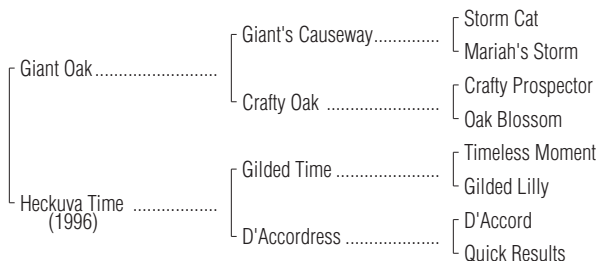 Storm Cat
Giant's Causeway..............
Mariah's Storm
Giant Oak..........................
Crafty Prospector
Crafty Oak ........................
Oak Blossom
Timeless Moment
Gilded Time ......................
Gilded Lilly
Heckuva Time ..................
(1996)
D'Accord
D'Accordress ....................
Quick Results